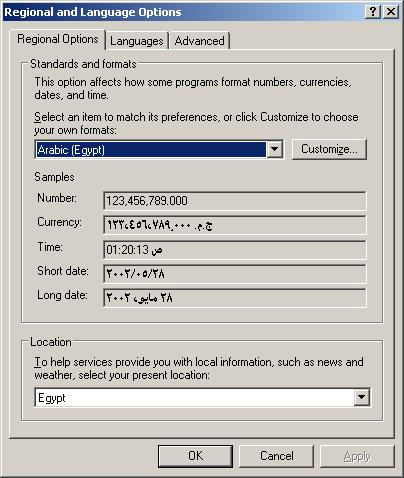 Regional and Language Options
Regional Options Languages Advanced
Standards and formats
This option affects how some programs format numbers, currencies,
dates, and time.
Select an item to match its preferences, or click Customize to choose
your own formats:
Arabic (Egypt) Customize...
Samples
Number: 123,456,789.000
Currency: ج.م. ١٢٣،٤٥٦،٧٨٩,٠٠٠
Time: 01:20:13 ص
Short date: ٢٠٠٢/٠٥/٢٨
Long date: ٢٨ مايو، ٢٠٠٢
Location
To help services provide you with local information, such as news and
weather, select your present location:
Egypt
OK Cancel Apply